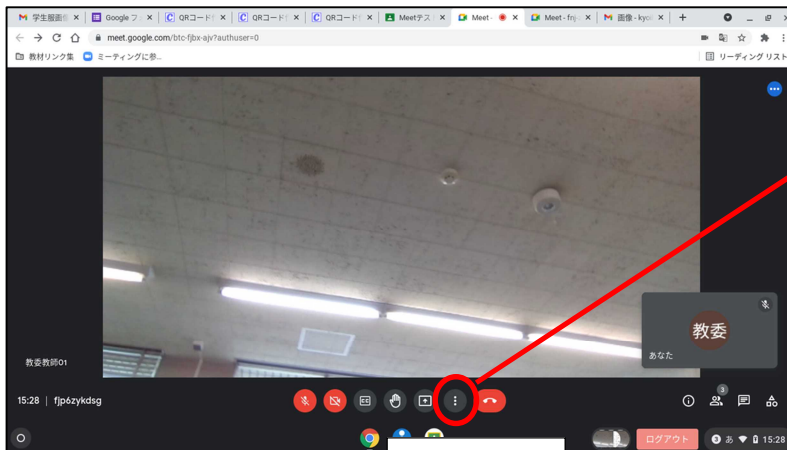 学生服画像
Google フ
QRコード
QRコード
QRコード
Meetテス
Meet -
Meet - fnj-
画像 - kyoi
meet.google.com/btc-fjbx-ajv?authuser=0
教材リンク集
ミーティングに参...
リーディング リスト
教委
あなた
教委教師01
15:28 | fjp6zykdsg
3
ログアウト
3 あ 15:28